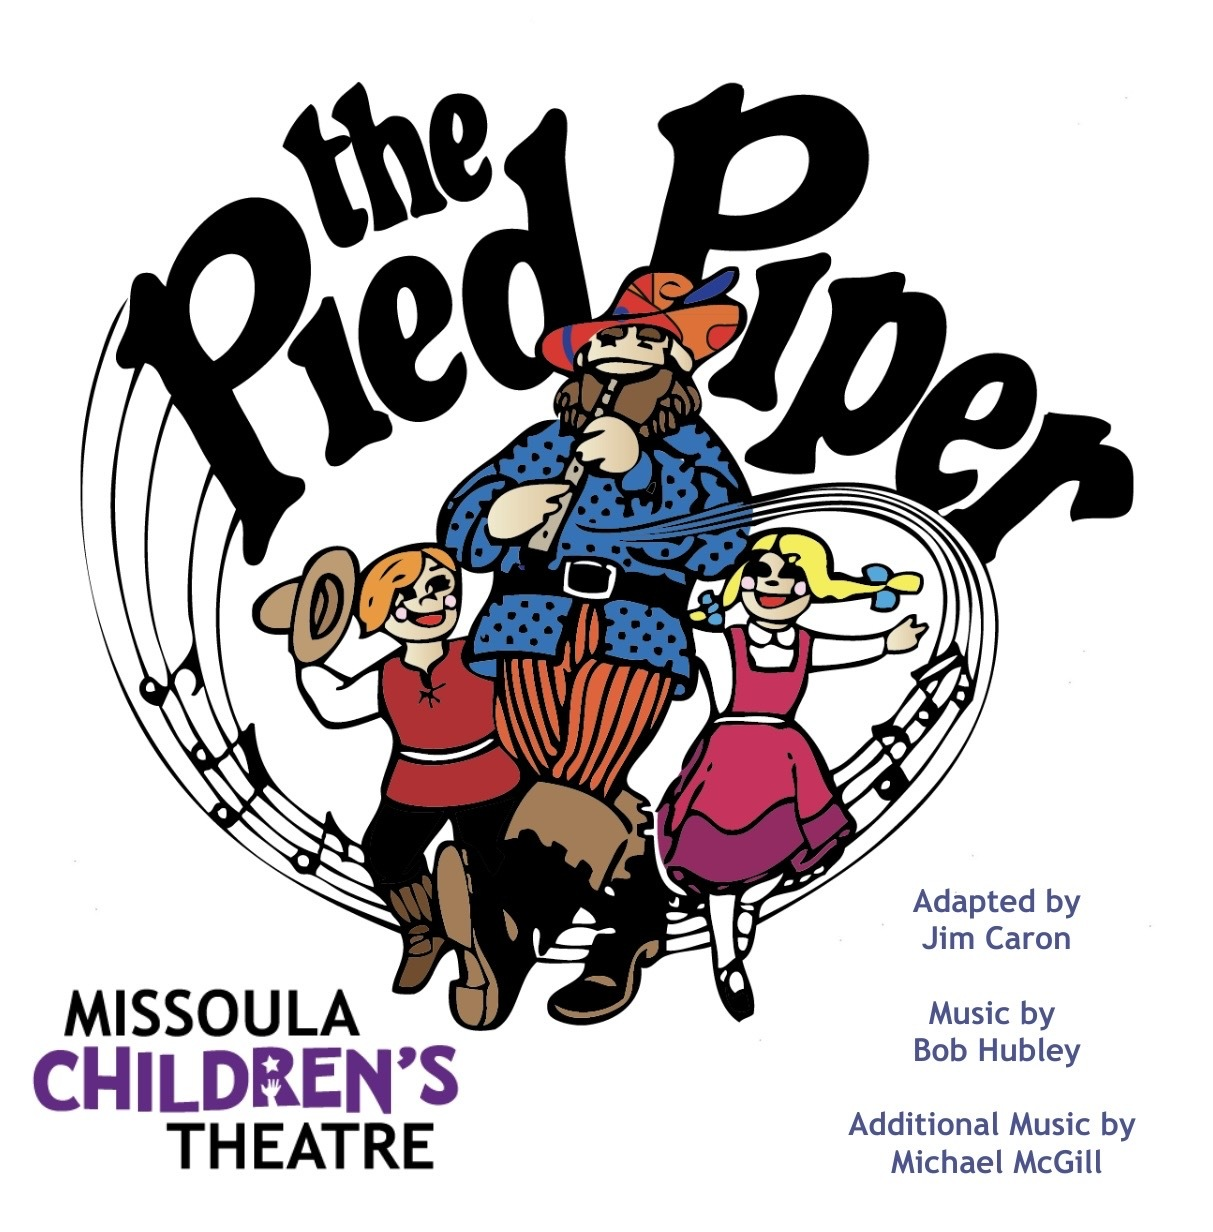 the
Pied Piper
Adapted by
Jim Caron
Music by
Bob Hubley
Additional Music by
Michael McGill
MISSOULA
CHILDREN'S
THEATRE